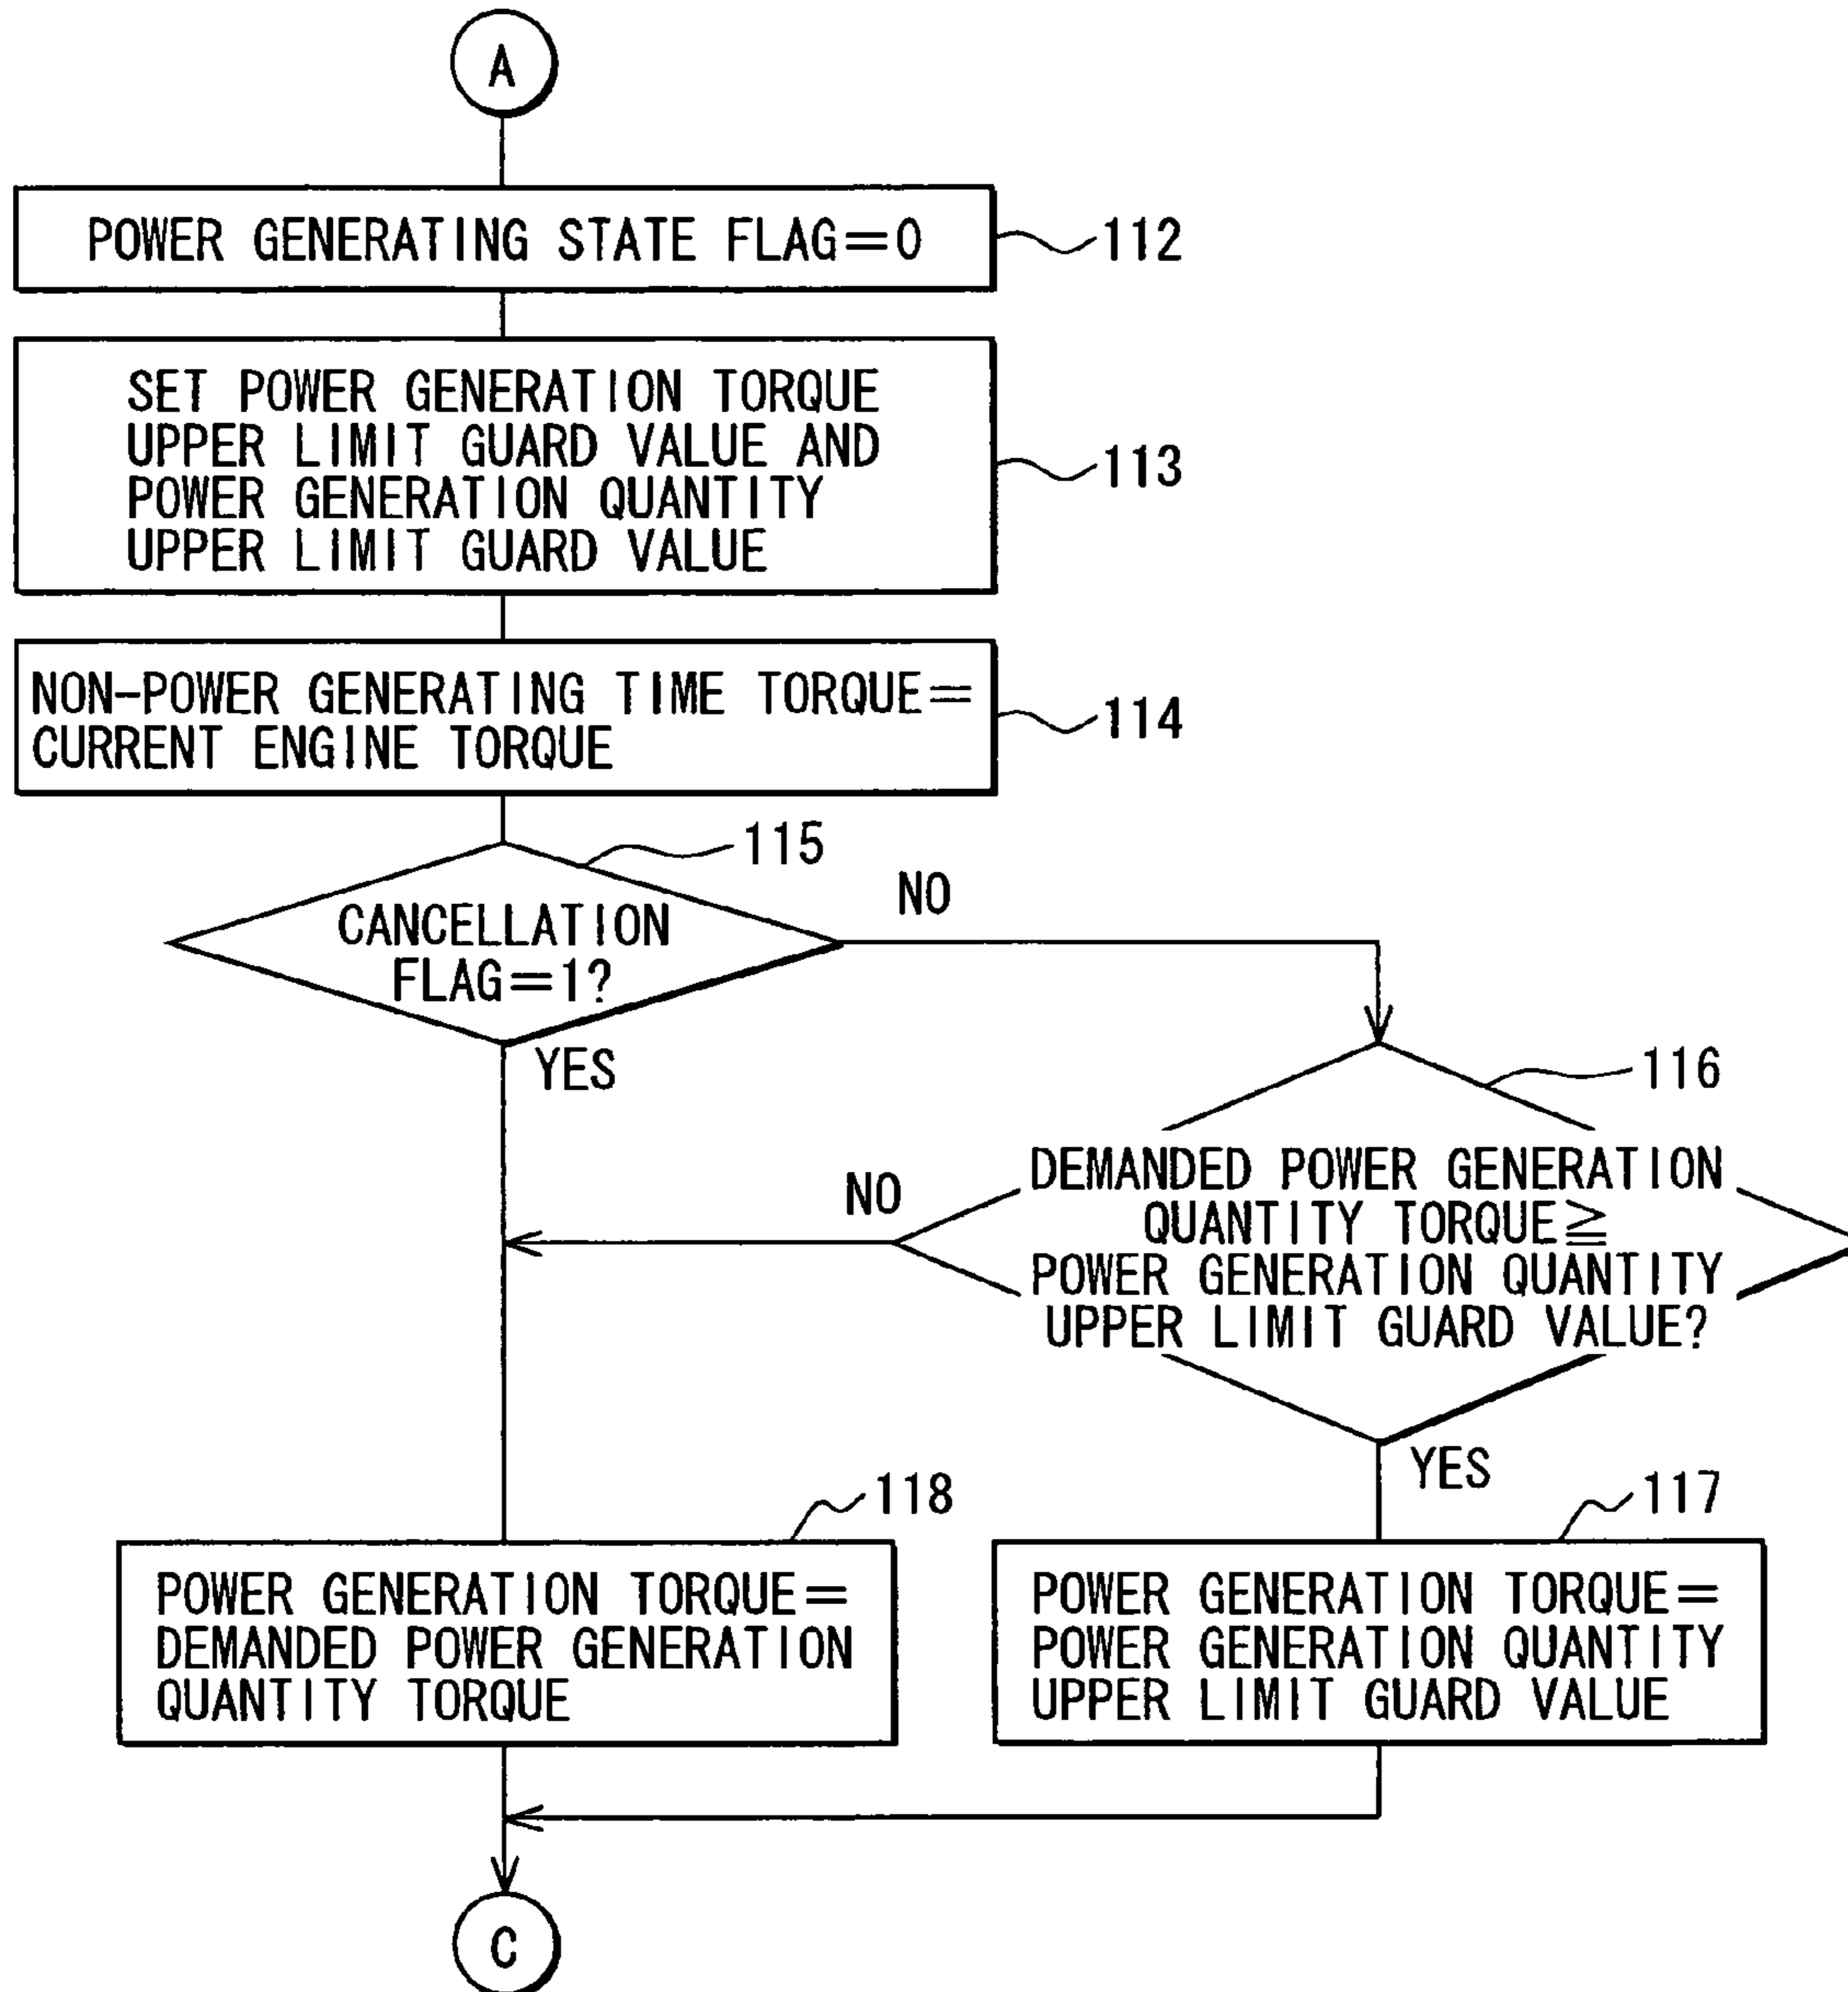 A
POWER GENERATING STATE FLAG=0
112
SET POWER GENERATION TORQUE
UPPER LIMIT GUARD VALUE AND
POWER GENERATION QUANTITY
UPPER LIMIT GUARD VALUE
113
NON-POWER GENERATING TIME TORQUE=
CURRENT ENGINE TORQUE
114
115
CANCELLATION
FLAG=1?
NO
YES
116
DEMANDED POWER GENERATION
QUANTITY TORQUE≧
POWER GENERATION QUANTITY
UPPER LIMIT GUARD VALUE?
NO
YES
118
POWER GENERATION TORQUE=
DEMANDED POWER GENERATION
QUANTITY TORQUE
117
POWER GENERATION TORQUE=
POWER GENERATION QUANTITY
UPPER LIMIT GUARD VALUE
C